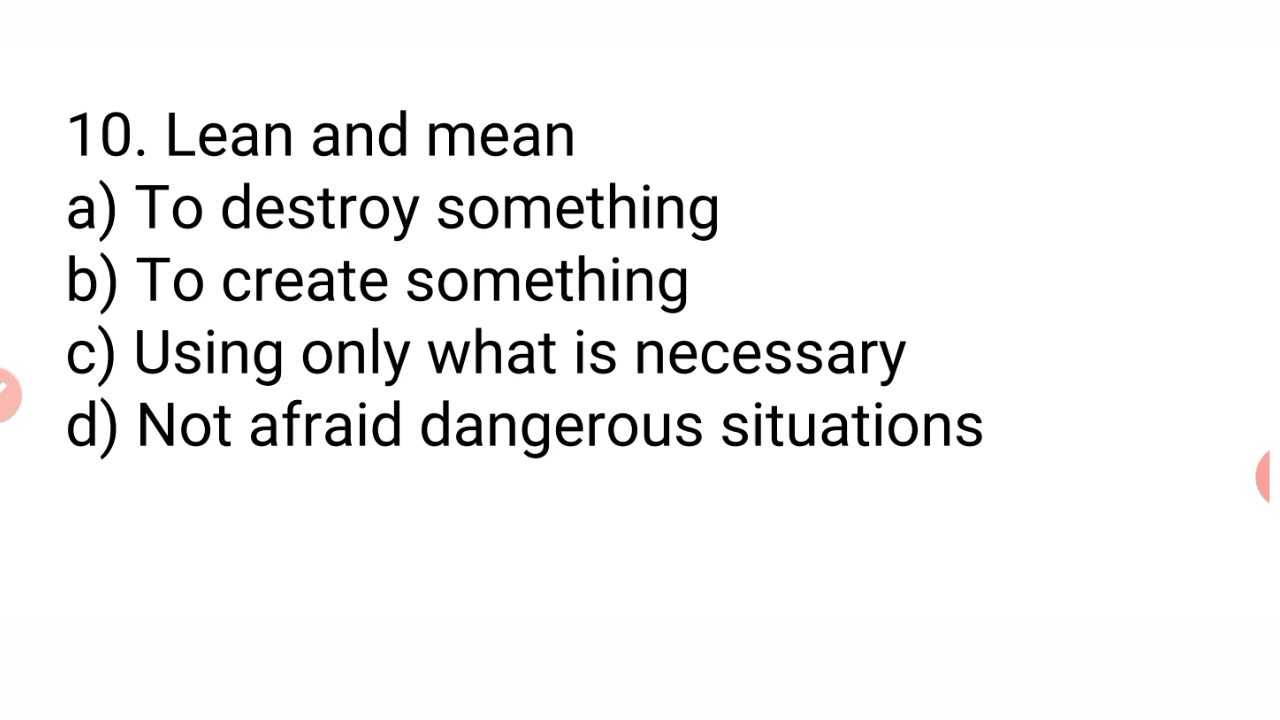 10. Lean and mean
a) To destroy something
b) To create something
c) Using only what is necessary
d) Not afraid dangerous situations